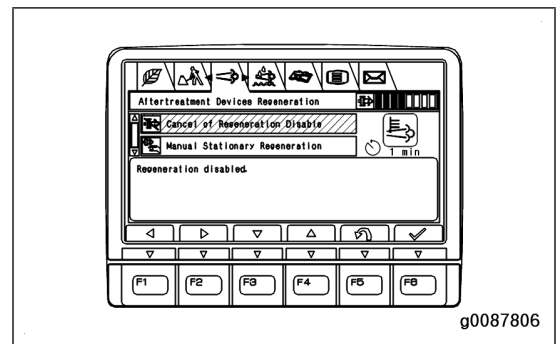 Aftertreatment Devices Regeneration
Cancel of Regeneration Disable
Manual Stationary Regeneration
1 min
Regeneration disabled.
F1 F2 F3 F4 F5 F6
g0087806